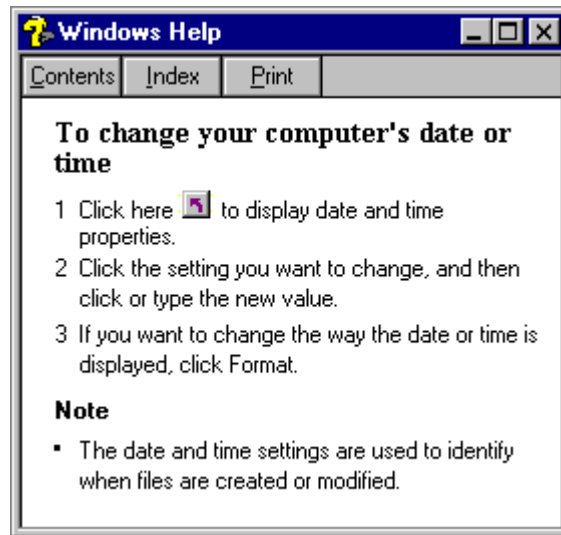 Windows Help
Contents Index Print
To change your computer's date or
time
1 Click here to display date and time
properties.
2 Click the setting you want to change, and then
click or type the new value.
3 If you want to change the way the date or time is
displayed, click Format.
Note
▪ The date and time settings are used to identify
when files are created or modified.